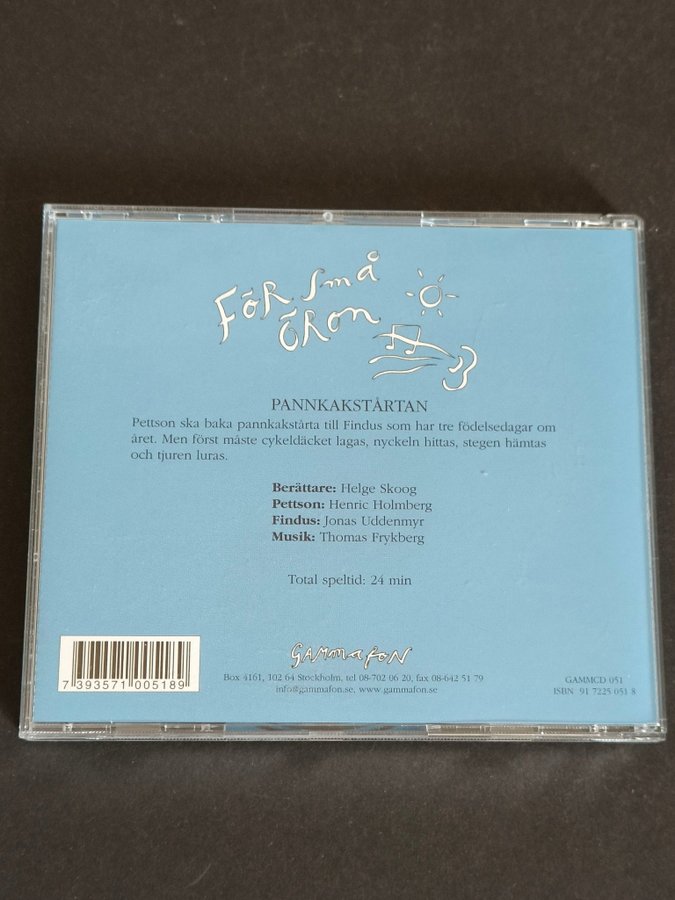 FÖR små
ÖRon
PANNKAKSTÅRTAN
Pettson ska baka pannkakstårta till Findus som har tre födelsedagar om
året. Men först måste cykeldäcket lagas, nyckeln hittas, stegen hämtas
och tjuren luras.
Berättare: Helge Skoog
Pettson: Henric Holmberg
Findus: Jonas Uddenmyr
Musik: Thomas Frykberg
Total speltid: 24 min
GAMMAFON
Box 4161, 102 64 Stockholm, tel 08-702 06 20, fax 08-642 51 79
info@gammafon.se, www.gammafon.se
7 393571 005189
GAMMCD 051
ISBN 91 7225 051 8